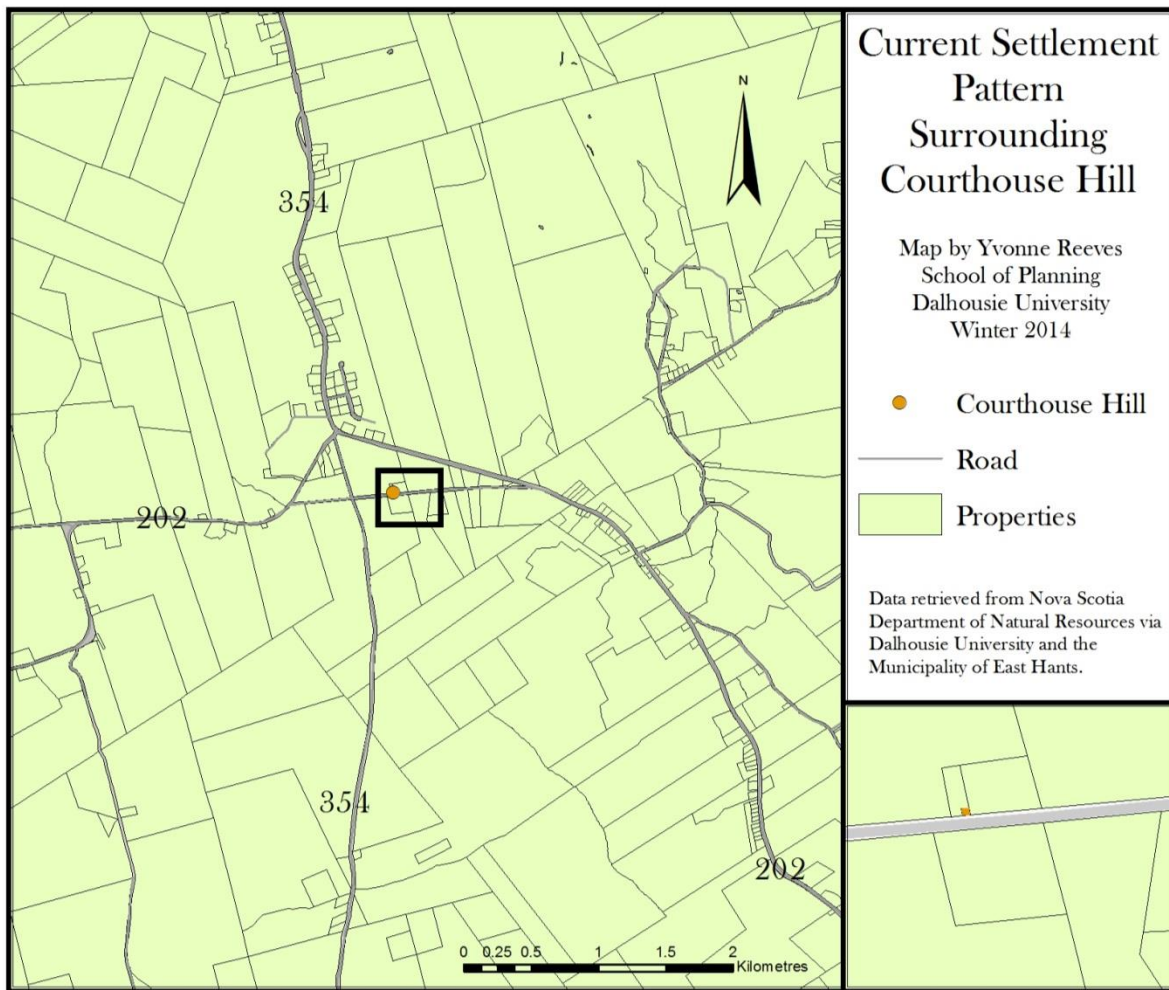 Current Settlement
Pattern
Surrounding
Courthouse Hill
Map by Yvonne Reeves
School of Planning
Dalhousie University
Winter 2014
Courthouse Hill
Road
Properties
Data retrieved from Nova Scotia
Department of Natural Resources via
Dalhousie University and the
Municipality of East Hants.
N
354
202
354
202
0 0.25 0.5 1 1.5 2
Kilometres